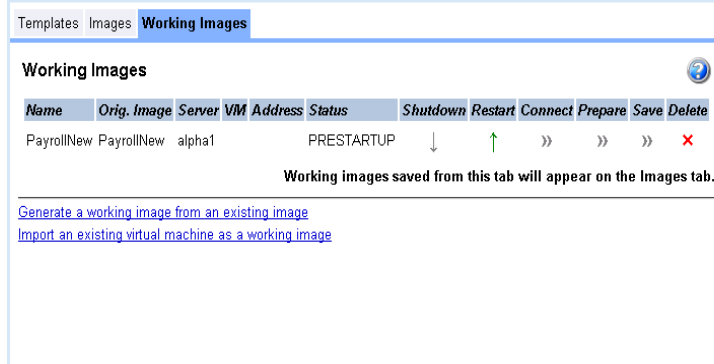 Templates Images Working Images
Working Images
Name Orig. Image Server VM Address Status Shutdown Restart Connect Prepare Save Delete
PayrollNew PayrollNew alpha1 PRESTARTUP
Working images saved from this tab will appear on the Images tab.
Generate a working image from an existing image
Import an existing virtual machine as a working image